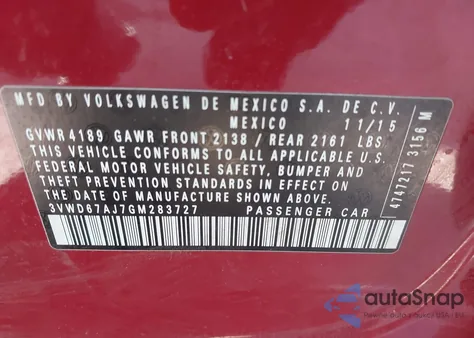 MFD BY VOLKSWAGEN DE MEXICO S.A. DE C.V.
MEXICO 11/15
GVWR 4189 GAWR FRONT 2138 / REAR 2161 LBS
THIS VEHICLE CONFORMS TO ALL APPLICABLE
FEDERAL MOTOR VEHICLE SAFETY, BUMPER AND
THEFT PREVENTION STANDARDS IN EFFECT ON
THE DATE OF MANUFACTURE SHOWN ABOVE.
3VWD67AJ7GM283727 PASSENGER CAR
4747217 3156 M
autoSnap